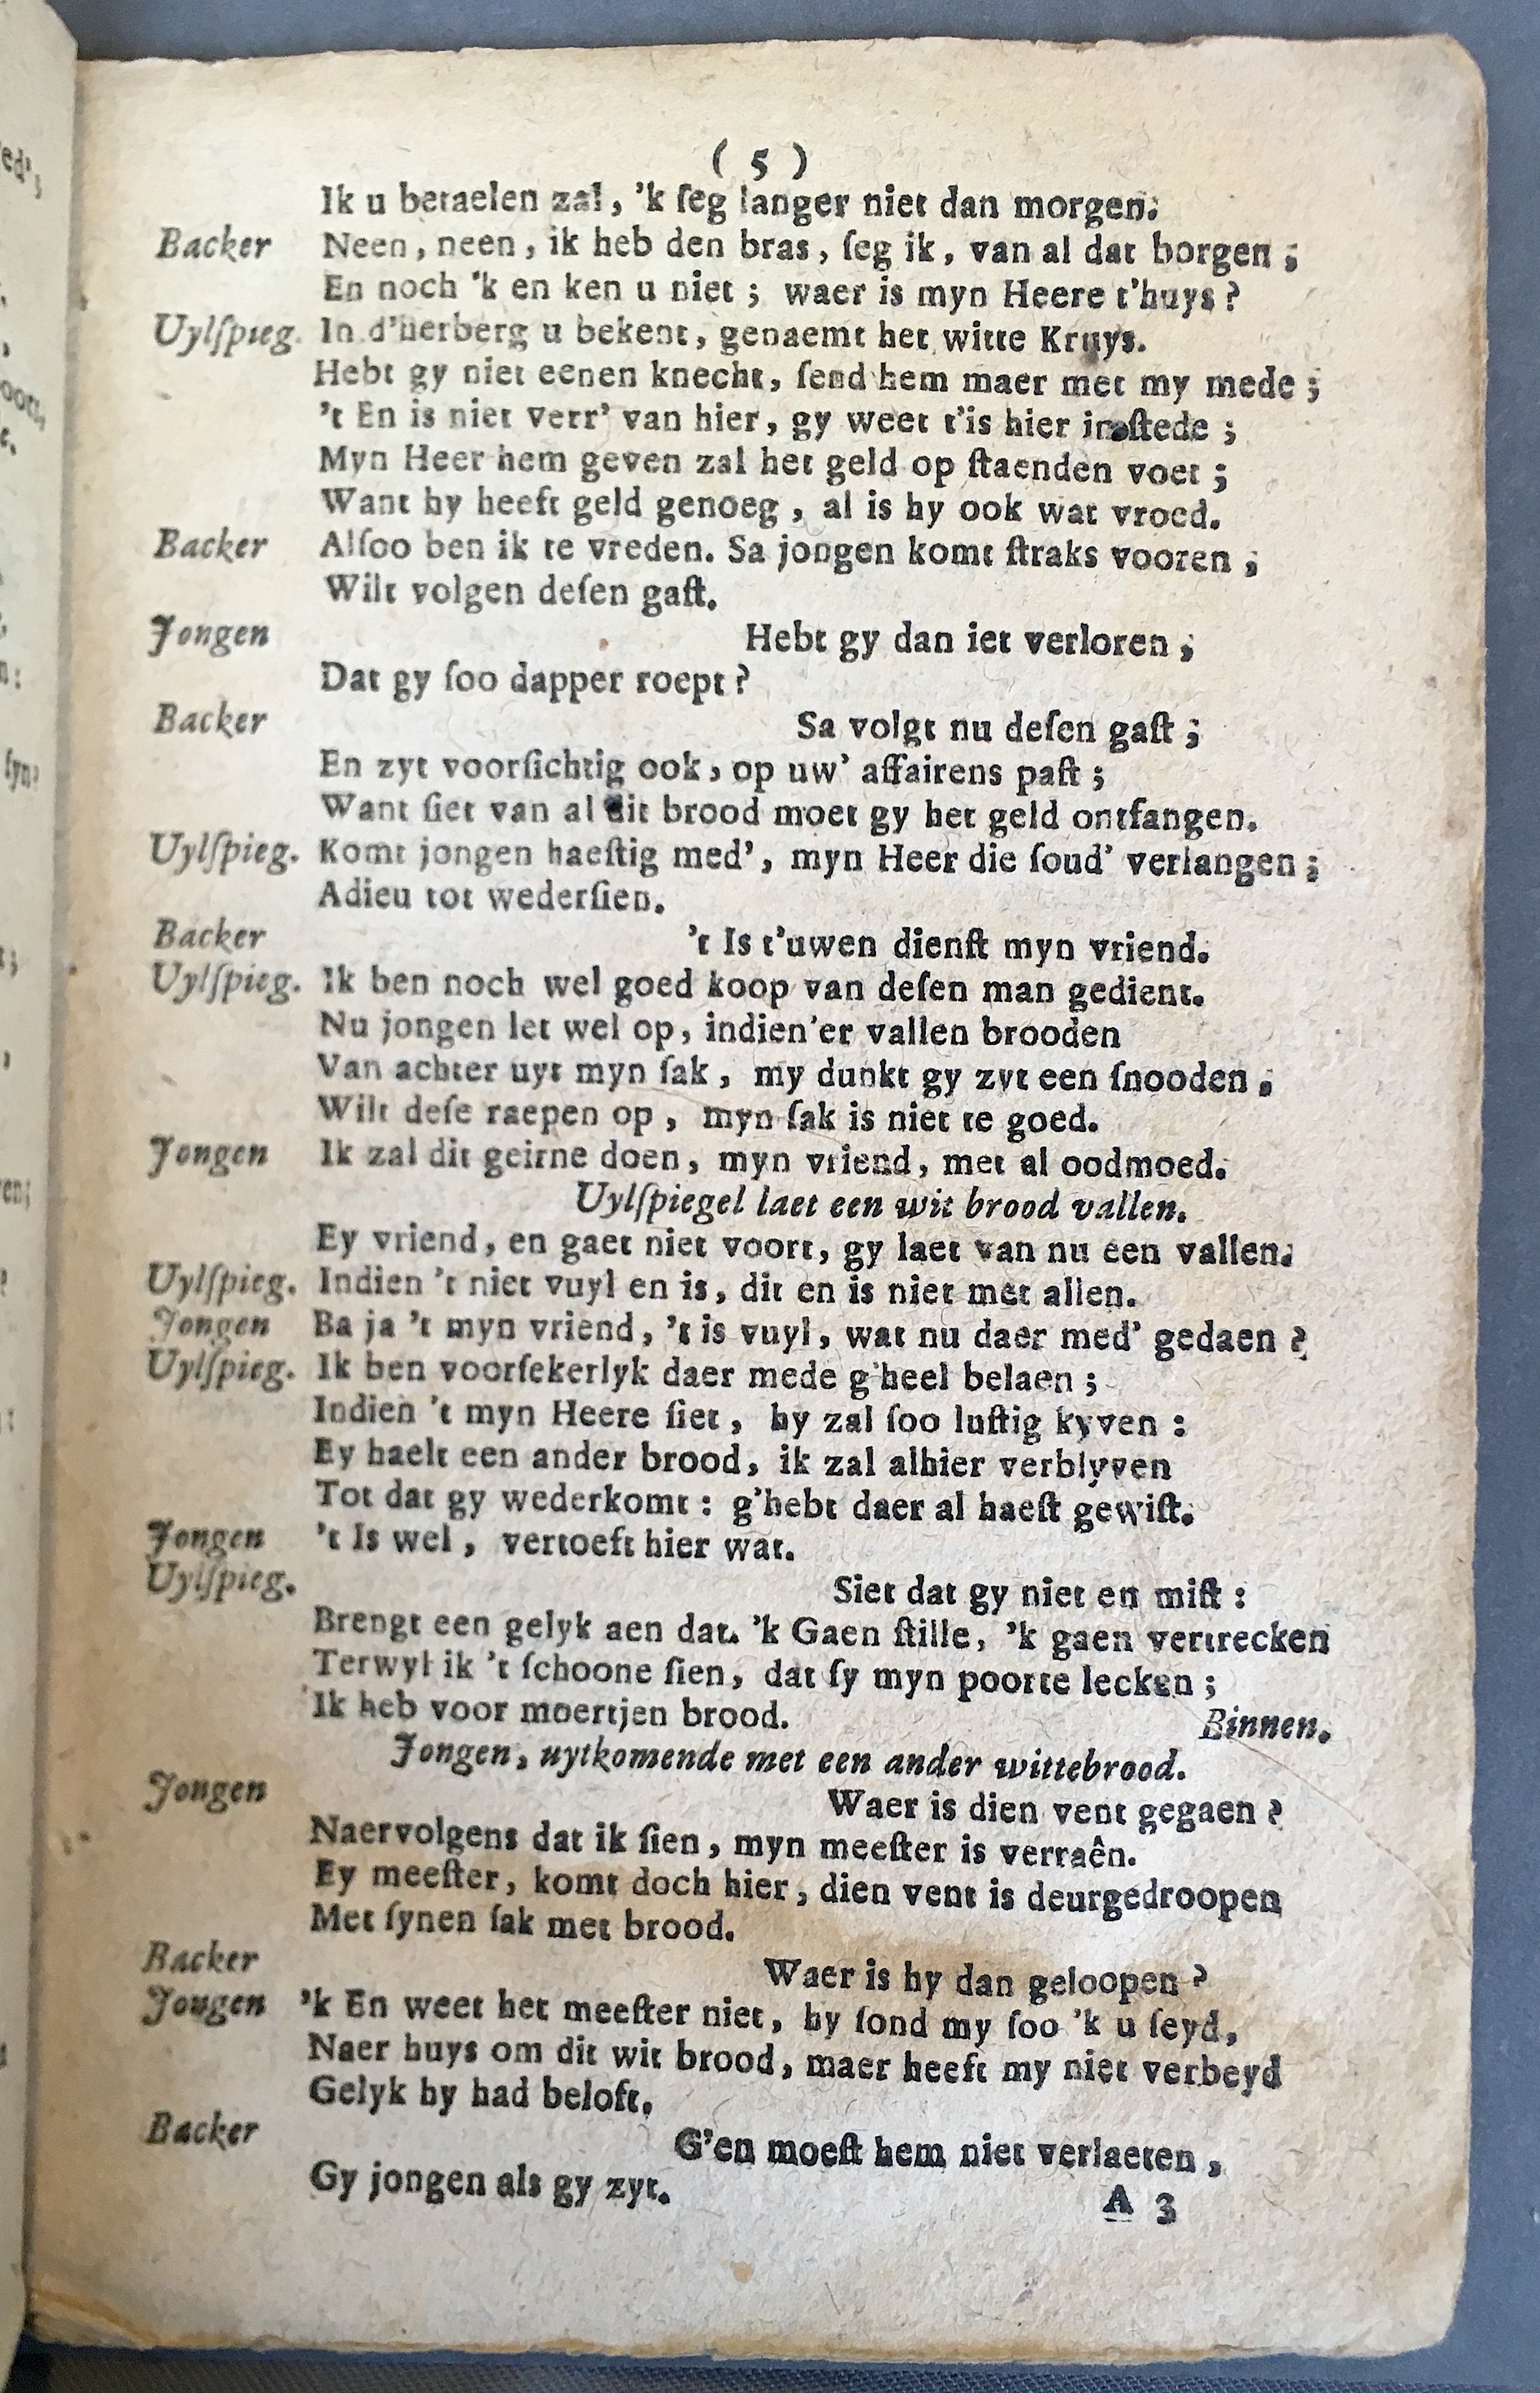 ( 5 )
Ik u betaelen zal, 'k ſeg langer niet dan morgen.
Backer Neen, neen, ik heb den bras, ſeg ik, van al dat borgen ;
En noch 'k en ken u niet ; waer is myn Heere t'huys ?
Uylſpieg. In d'herberg u bekent, genaemt het witte Kruys.
Hebt gy niet eenen knecht, ſend hem maer met my mede ;
't En is niet verr' van hier, gy weet t'is hier in ſtede ;
Myn Heer hem geven zal het geld op ſtaenden voet ;
Want hy heeft geld genoeg, al is hy ook wat vroed.
Backer Alſoo ben ik te vreden. Sa jongen komt ſtraks vooren ,
Wilt volgen deſen gaſt.
Jongen Hebt gy dan iet verloren ,
Dat gy ſoo dapper roept ?
Backer Sa volgt nu deſen gaſt ;
En zyt voorſichtig ook, op uw' affairens paſt ;
Want ſiet van al dit brood moet gy het geld ontfangen.
Uylſpieg. Komt jongen haeſtig med', myn Heer die ſoud' verlangen ;
Adieu tot wederſien.
Backer 't Is t'uwen dienſt myn vriend.
Uylſpieg. Ik ben noch wel goed koop van deſen man gedient.
Nu jongen let wel op, indien'er vallen brooden
Van achter uyt myn ſak, my dunkt gy zyt een ſnooden ,
Wilt deſe raepen op, myn ſak is niet te goed.
Jongen Ik zal dit geirne doen, myn vriend, met al oodmoed.
Uylſpiegel laet een wit brood vallen.
Ey vriend, en gaet niet voort, gy laet van nu een vallen.
Uylſpieg. Indien 't niet vuyl en is, dit en is niet met allen.
Jongen Ba ja 't myn vriend, 't is vuyl, wat nu daer med' gedaen ?
Uylſpieg. Ik ben voorſekerlyk daer mede g'heel belaen ;
Indien 't myn Heere ſiet, hy zal ſoo luſtig kyven :
Ey haelt een ander brood, ik zal alhier verblyven
Tot dat gy wederkomt : g'hebt daer al haeſt gewiſt.
Jongen 't Is wel, vertoeft hier wat.
Uylſpieg. Siet dat gy niet en miſt :
Brengt een gelyk aen dat. 'k Gaen ſtille, 'k gaen vertrecken
Terwyl ik 't ſchoone ſien, dat ſy myn poorte lecken ;
Ik heb voor moertjen brood. Binnen.
Jongen, uytkomende met een ander wittebrood.
Jongen Waer is dien vent gegaen ?
Naervolgens dat ik ſien, myn meeſter is verraên.
Ey meeſter, komt doch hier, dien vent is deurgedroopen
Met ſynen ſak met brood.
Backer Waer is hy dan geloopen ?
Jongen 'k En weet het meeſter niet, hy ſond my ſoo 'k u ſeyd,
Naer huys om dit wit brood, maer heeft my niet verbeyd
Gelyk hy had beloft.
Backer G'en moeſt hem niet verlaeten ,
Gy jongen als gy zyt.
A 3